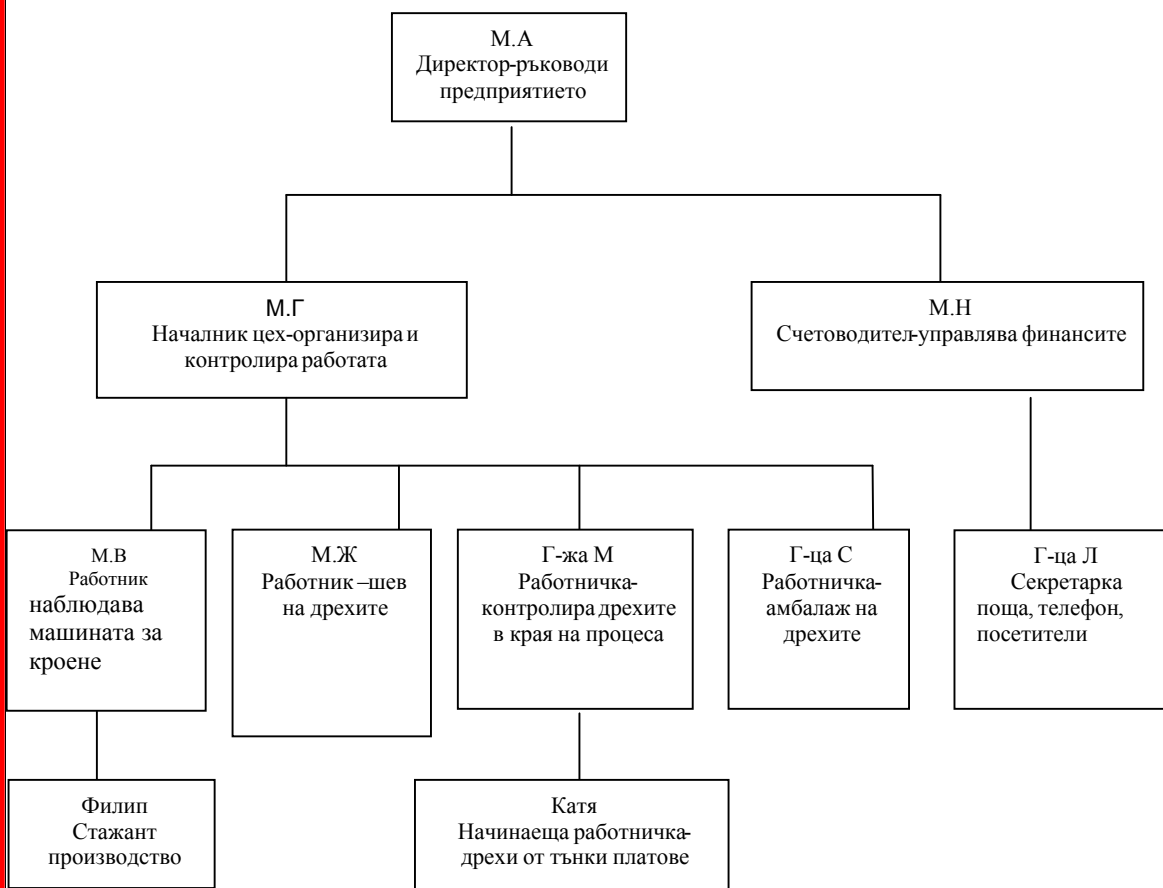 М.А
Директор-ръководи
предприятието
М.Г
Началник цех-организира и
контролира работата
М.Н
Счетоводител-управлява финансите
М.В
Работник
наблюдава
машината за
кроене
М.Ж
Работник –шев
на дрехите
Г-жа М
Работничка-
контролира дрехите
в края на процеса
Г-ца С
Работничка-
амбалаж на
дрехите
Г-ца Л
Секретарка
поща, телефон,
посетители
Филип
Стажант
производство
Катя
Начинаеща работничка-
дрехи от тънки платове